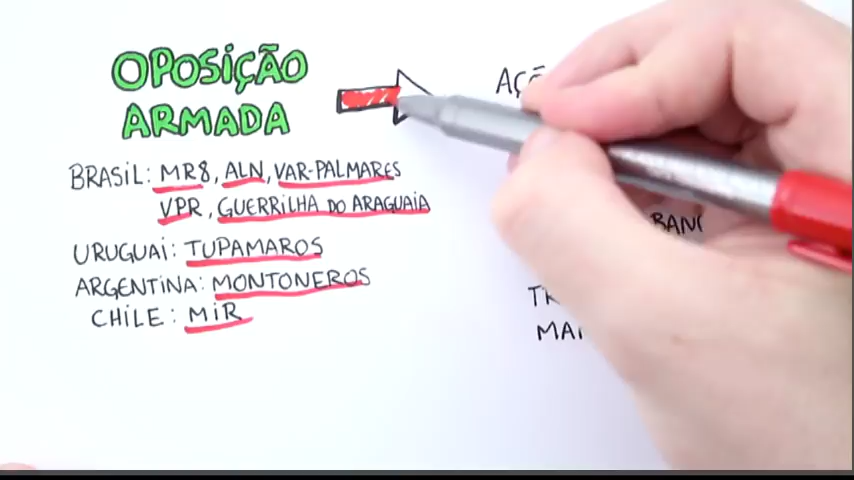 OPOSIÇÃO
ARMADA
BRASIL: MR8, ALN, VAR-PALMARES
VPR, GUERRILHA DO ARAGUAIA
URUGUAI: TUPAMAROS
ARGENTINA: MONTONEROS
CHILE: MIR